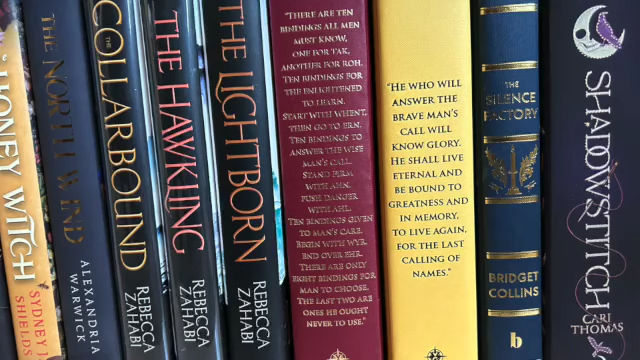 HONEY WITCH
SYDNEY J.
SHIELDS
THE NORTH WIND
ALEXANDRIA
WARWICK
THE
COLLARBOUND
REBECCA
ZAHABI
THE HAWKLING
REBECCA
ZAHABI
THE LIGHTBORN
REBECCA
ZAHABI
"THERE ARE TEN
BINDINGS ALL MEN
MUST KNOW,
ONE FOR TAK,
ANOTHER FOR ROH.
TEN BINDINGS FOR
THE ENLIGHTENED
TO LEARN.
START WITH WHENT,
THEN GO TO ERN.
TEN BINDINGS TO
ANSWER THE WISE
MAN'S CALL.
STAND FIRM
WITH AHN,
PUSH DANGER
WITH AHL.
TEN BINDINGS GIVEN
TO MAN'S CARE.
BEGIN WITH WYR,
END OVER EHR.
THERE ARE ONLY
EIGHT BINDINGS FOR
MAN TO CHOOSE.
THE LAST TWO ARE
ONES HE OUGHT
NEVER TO USE."
"HE WHO WILL
ANSWER THE
BRAVE MAN'S
CALL WILL
KNOW GLORY.
HE SHALL LIVE
ETERNAL AND
BE BOUND TO
GREATNESS AND
IN MEMORY,
TO LIVE AGAIN,
FOR THE LAST
CALLING OF
NAMES."
THE
SILENCE
FACTORY
BRIDGET
COLLINS
b
SHADOWSTITCH
CARI
THOMAS